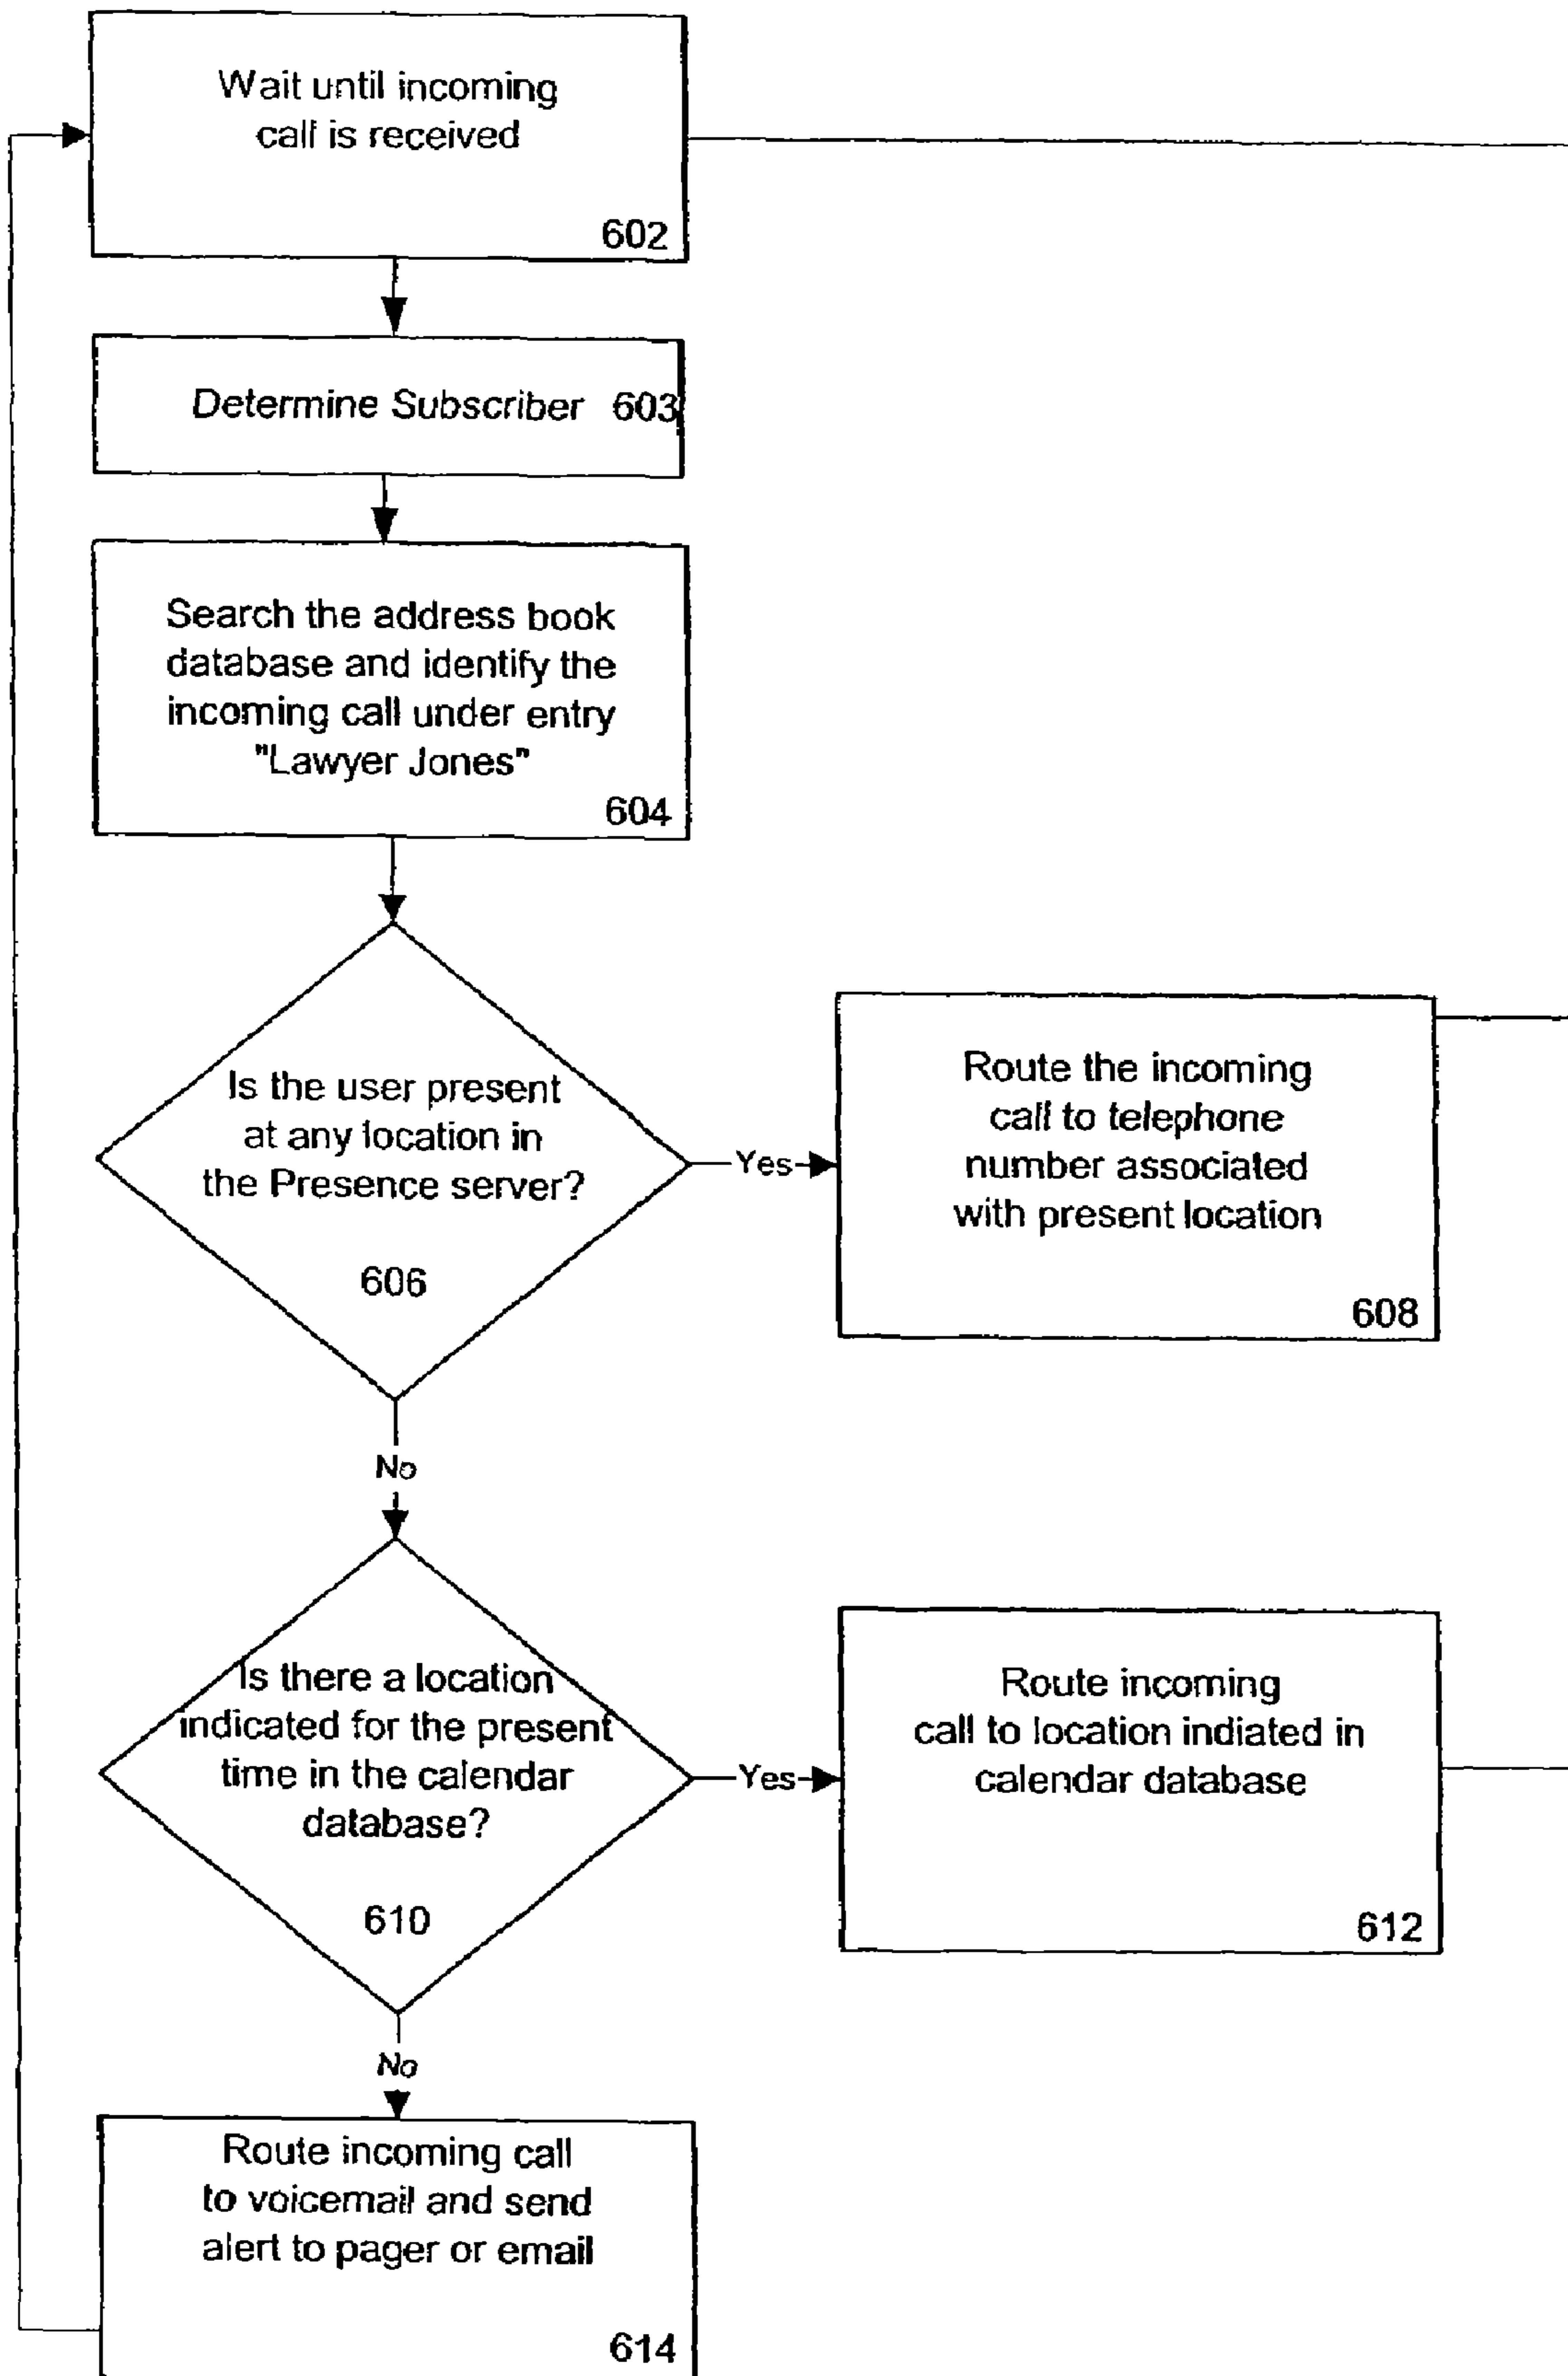 Wait until incoming
call is received
602
Determine Subscriber 603
Search the address book
database and identify the
incoming call under entry
"Lawyer Jones"
604
Is the user present
at any location in
the Presence server?
606
Yes
Route the incoming
call to telephone
number associated
with present location
608
No
Is there a location
indicated for the present
time in the calendar
database?
610
Yes
Route incoming
call to location indiated in
calendar database
612
No
Route incoming call
to voicemail and send
alert to pager or email
614